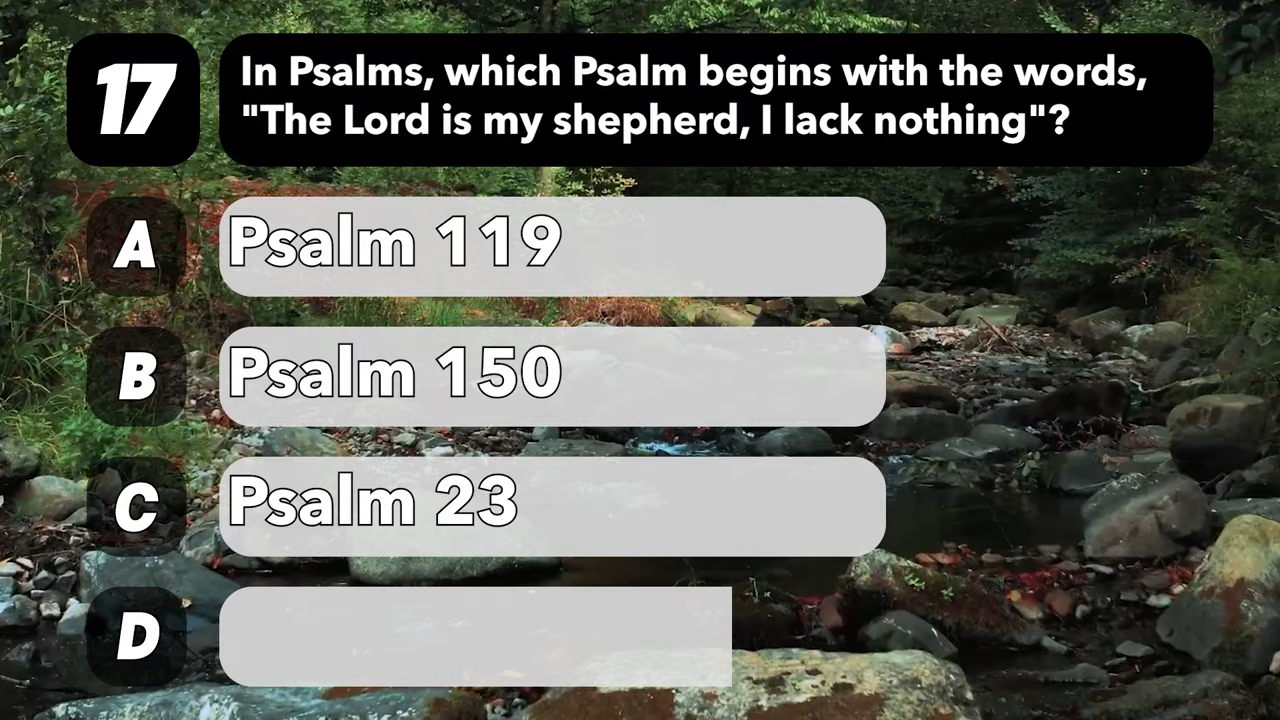 17
In Psalms, which Psalm begins with the words,
"The Lord is my shepherd, I lack nothing"?
A Psalm 119
B Psalm 150
C Psalm 23
D